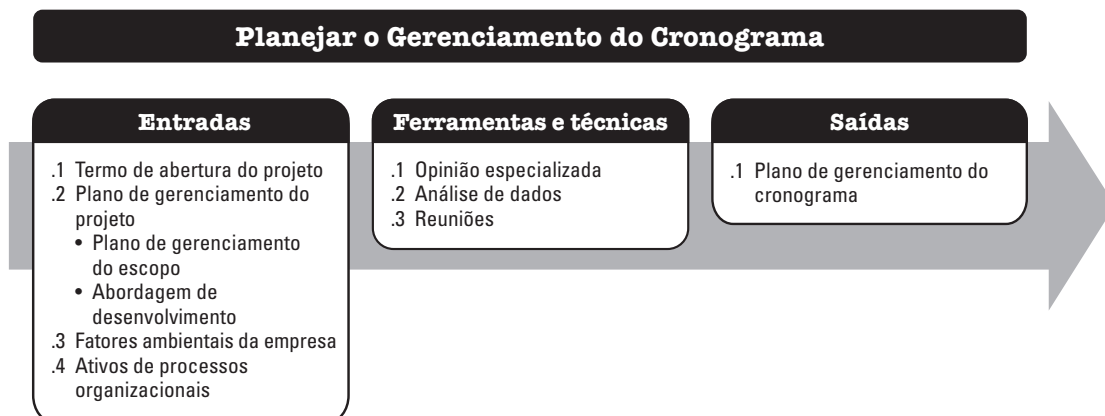 Planejar o Gerenciamento do Cronograma
Entradas
.1 Termo de abertura do projeto
.2 Plano de gerenciamento do
projeto
• Plano de gerenciamento
do escopo
• Abordagem de
desenvolvimento
.3 Fatores ambientais da empresa
.4 Ativos de processos
organizacionais
Ferramentas e técnicas
.1 Opinião especializada
.2 Análise de dados
.3 Reuniões
Saídas
.1 Plano de gerenciamento do
cronograma